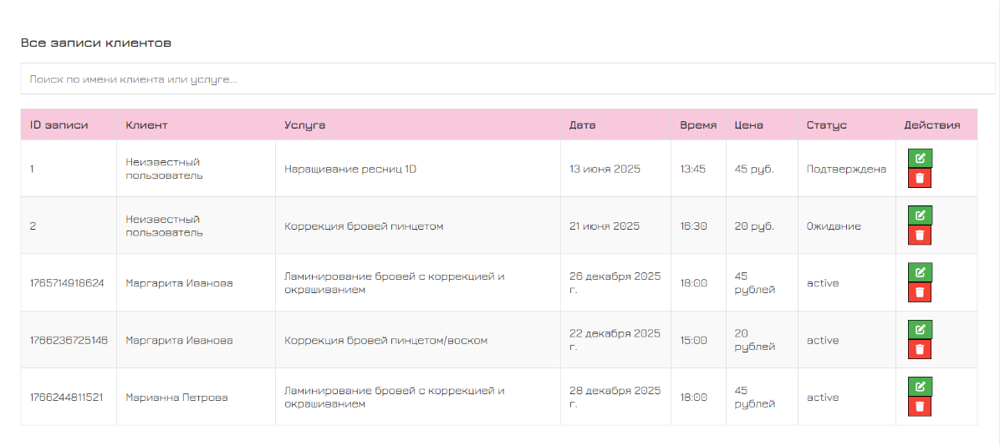 Все записи клиентов
Поиск по имени клиента или услуге...
ID записи Клиент Услуга Дата Время Цена Статус Действия
1 Неизвестный пользователь Наращивание ресниц 1D 13 июня 2025 13:45 45 руб. Подтверждена
2 Неизвестный пользователь Коррекция бровей пинцетом 21 июня 2025 16:30 20 руб. Ожидание
1765714918624 Маргарита Иванова Ламинирование бровей с коррекцией и окрашиванием 26 декабря 2025 г. 18:00 45 рублей active
1766236725146 Маргарита Иванова Коррекция бровей пинцетом/воском 22 декабря 2025 г. 15:00 20 рублей active
1766244811521 Марианна Петрова Ламинирование бровей с коррекцией и окрашиванием 28 декабря 2025 г. 18:00 45 рублей active